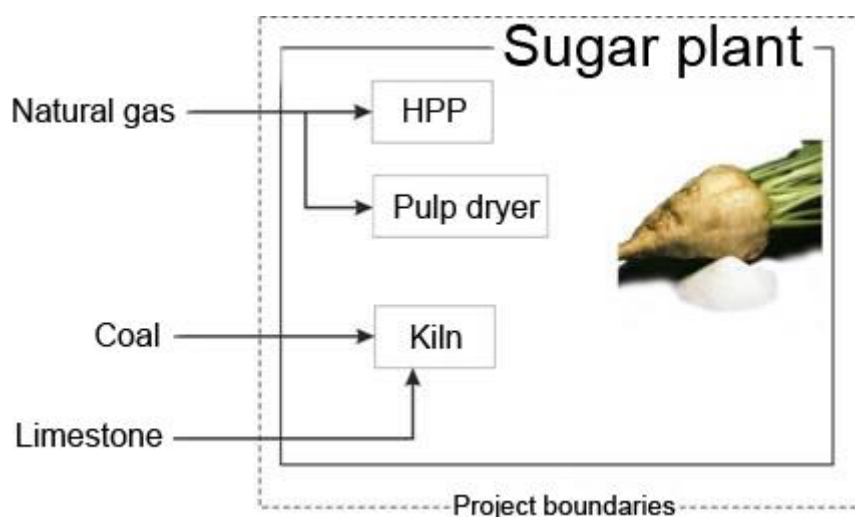 Sugar plant
Natural gas
HPP
Pulp dryer
Coal
Kiln
Limestone
Project boundaries